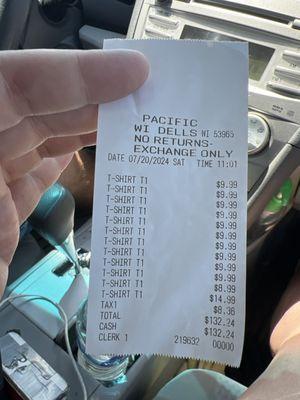 PACIFIC
WI DELLS WI 53965
NO RETURNS-
EXCHANGE ONLY
DATE 07/20/2024 SAT TIME 11:01
T-SHIRT T1 $9.99
T-SHIRT T1 $9.99
T-SHIRT T1 $9.99
T-SHIRT T1 $9.99
T-SHIRT T1 $9.99
T-SHIRT T1 $9.99
T-SHIRT T1 $9.99
T-SHIRT T1 $9.99
T-SHIRT T1 $9.99
T-SHIRT T1 $9.99
T-SHIRT T1 $8.99
T-SHIRT T1 $14.99
TAX1 $8.36
TOTAL $132.24
CASH $132.24
CLERK 1 219632 00000